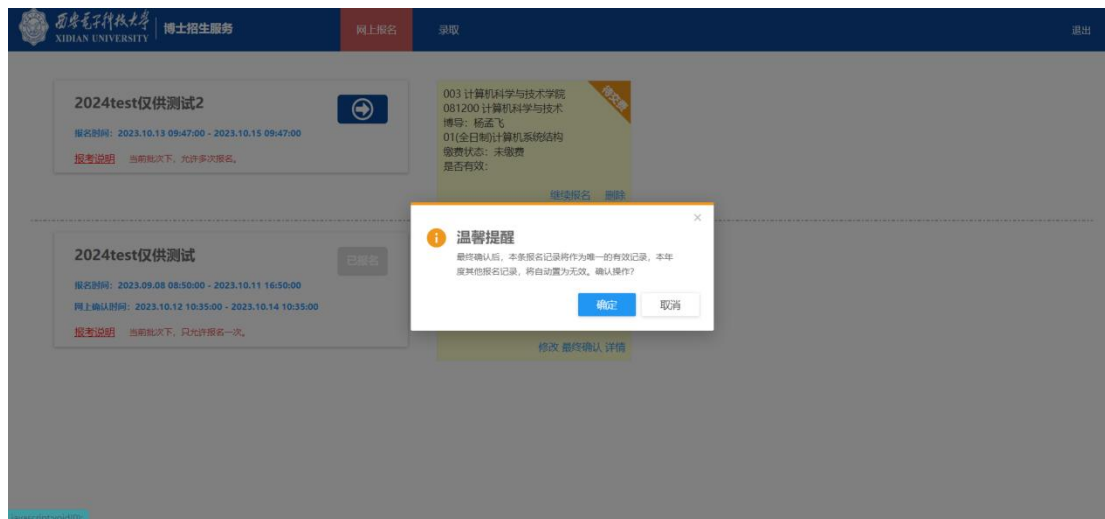 西安电子科技大学
XIDIAN UNIVERSITY
博士招生服务
网上报名
录取
退出
2024test仅供测试2
报名时间：2023.10.13 09:47:00 - 2023.10.15 09:47:00
报考说明 当前批次下，允许多次报名。
003 计算机科学与技术学院
081200 计算机科学与技术
博导：杨孟飞
01(全日制)计算机系统结构
缴费状态：未缴费
是否有效：
待交费
继续报名 删除
2024test仅供测试
已报名
报名时间：2023.09.08 08:50:00 - 2023.10.11 16:50:00
网上确认时间：2023.10.12 10:35:00 - 2023.10.14 10:35:00
报考说明 当前批次下，只允许报名一次。
温馨提醒
最终确认后，本条报名记录将作为唯一的有效记录，本年
度其他报名记录，将自动置为无效。确认操作？
确定
取消
修改 最终确认 详情